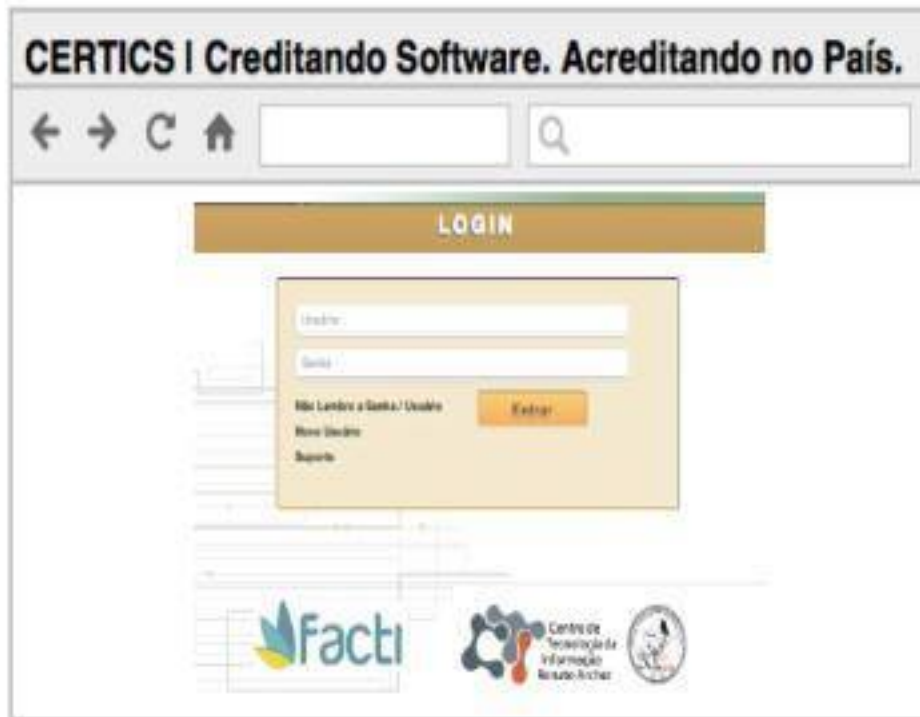 CERTICS | Creditando Software. Acreditando no País.
LOGIN
Usuário
Senha
Não Lembro a Senha / Usuário
Entrar
Novo Usuário
Suporte
Facti
Centro de
Tecnologia da
Informação
Renato Archer